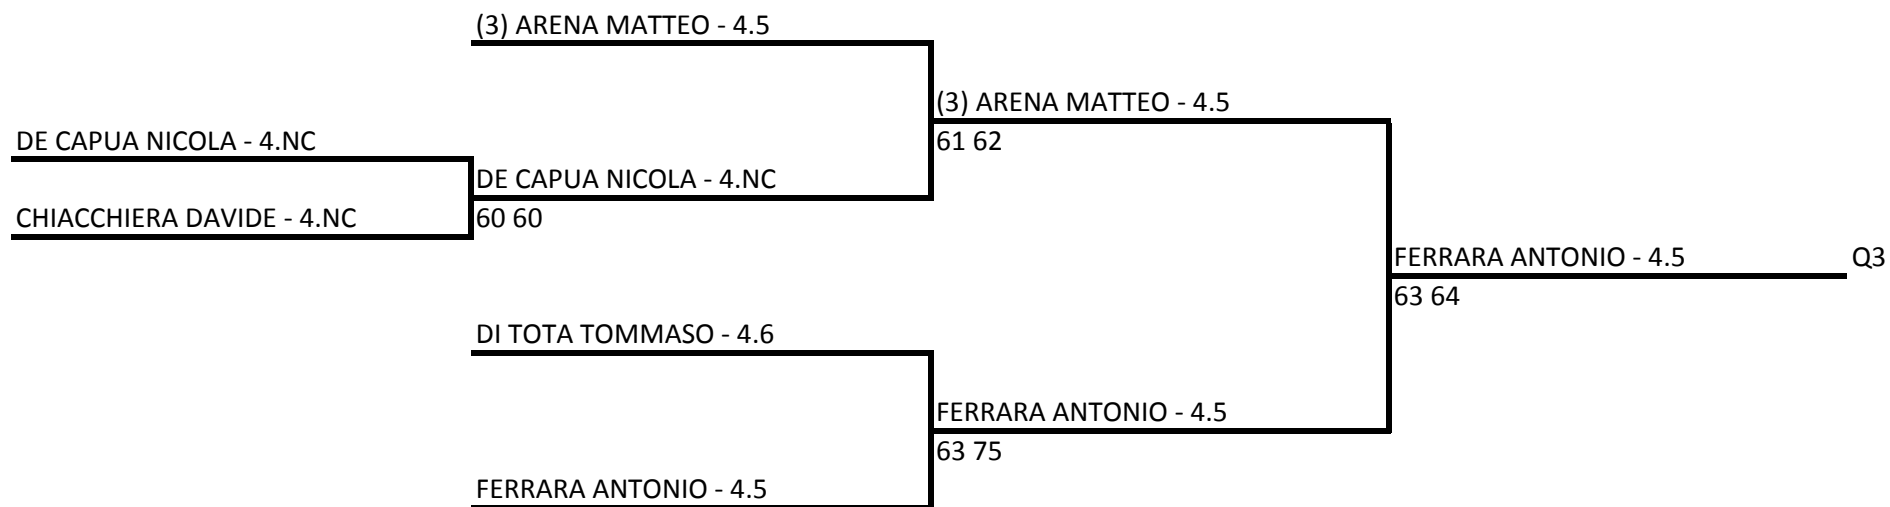 (3) ARENA MATTEO - 4.5
(3) ARENA MATTEO - 4.5
DE CAPUA NICOLA - 4.NC
61 62
DE CAPUA NICOLA - 4.NC
CHIACCHIERA DAVIDE - 4.NC
60 60
FERRARA ANTONIO - 4.5
Q3
63 64
DI TOTA TOMMASO - 4.6
FERRARA ANTONIO - 4.5
63 75
FERRARA ANTONIO - 4.5